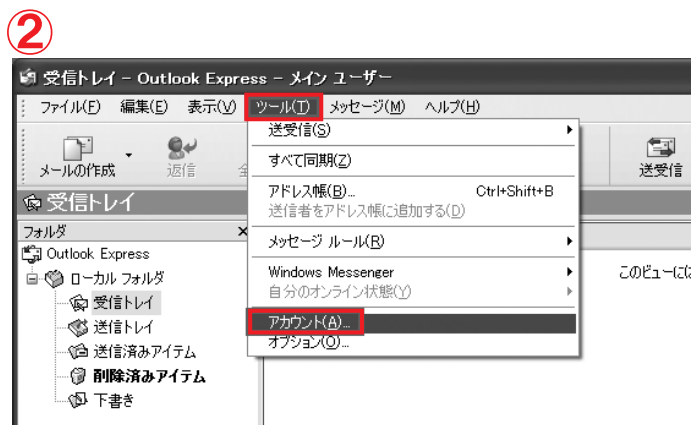 ②
受信トレイ - Outlook Express - メイン ユーザー
ファイル(F) 編集(E) 表示(V) ツール(T) メッセージ(M) ヘルプ(H)
メールの作成 返信 全 送受信
受信トレイ
フォルダ ×
Outlook Express
ローカル フォルダ
受信トレイ
送信トレイ
送信済みアイテム
削除済みアイテム
下書き
送受信(S)
すべて同期(Z)
アドレス帳(B)... Ctrl+Shift+B
送信者をアドレス帳に追加する(D)
メッセージ ルール(R)
Windows Messenger
自分のオンライン状態(Y)
アカウント(A)...
オプション(O)...
このビューには